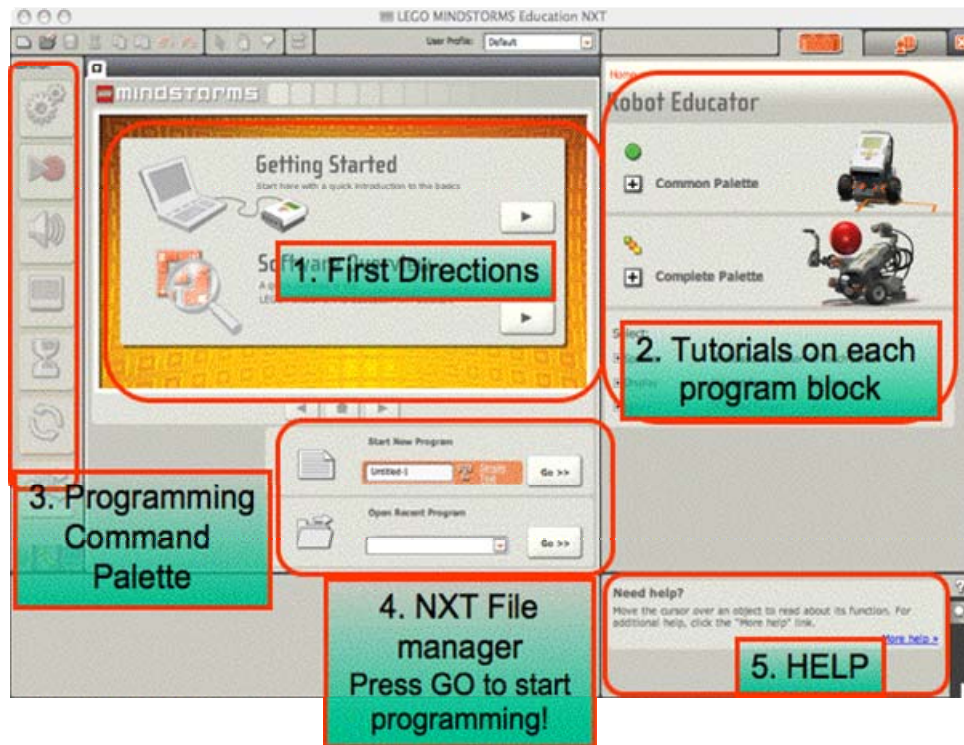 LEGO MINDSTORMS Education NXT
User Profile: Default
mindstorms
Getting Started
Start here with a quick introduction to the basics
1. First Directions
Home
Robot Educator
Common Palette
Complete Palette
Select:
2. Tutorials on each
program block
3. Programming
Command
Palette
Start New Program
Untitled-1
Go >>
Open Recent Program
Go >>
4. NXT File
manager
Press GO to start
programming!
Need help?
Move the cursor over an object to read about its function. For
additional help, click the "More help" link.
More help »
5. HELP